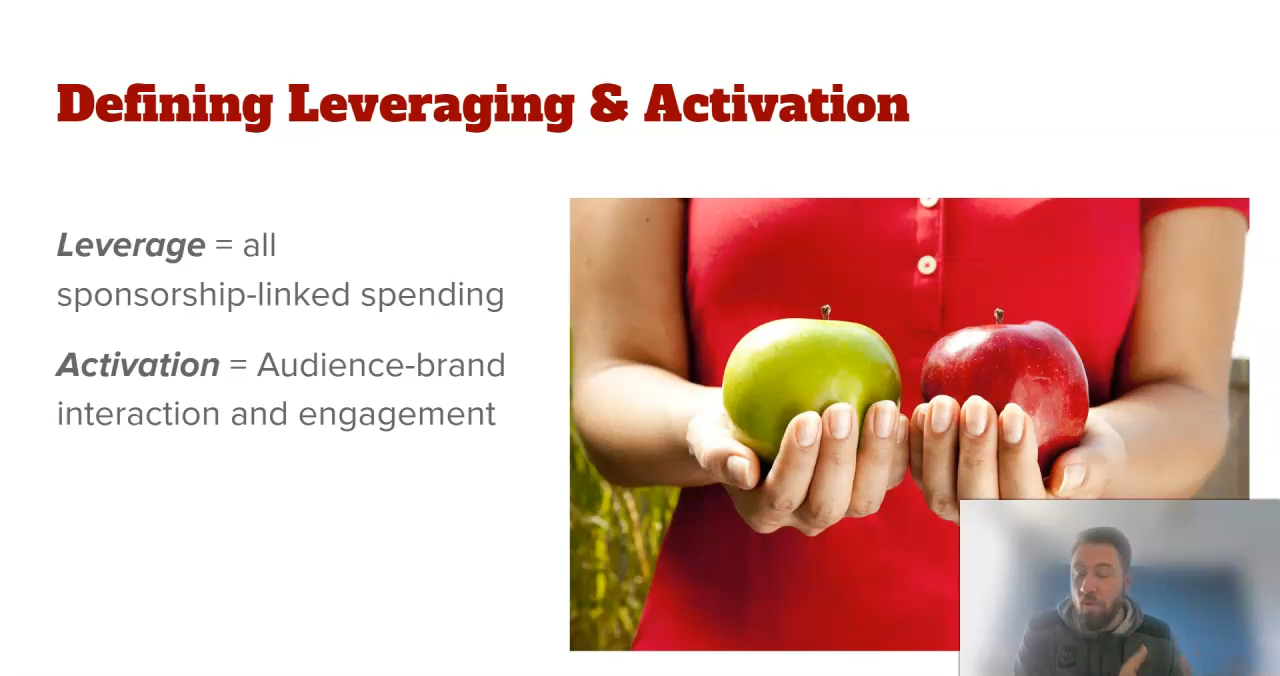 Defining Leveraging & Activation
Leverage = all
sponsorship-linked spending
Activation = Audience-brand
interaction and engagement